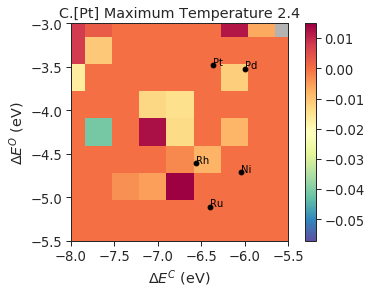 C.[Pt] Maximum Temperature 2.4
−3.0
−3.5
−4.0
−4.5
−5.0
−5.5
ΔE^O (eV)
Pt
Pd
Rh
Ni
Ru
−8.0 −7.5 −7.0 −6.5 −6.0 −5.5
ΔE^C (eV)
0.01
0.00
−0.01
−0.02
−0.03
−0.04
−0.05